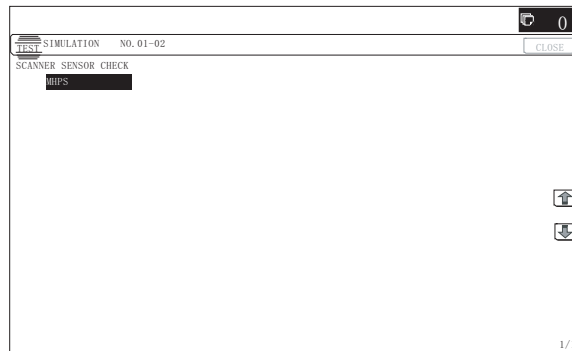 0
TEST SIMULATION NO. 01-02
CLOSE
SCANNER SENSOR CHECK
MHPS
1/